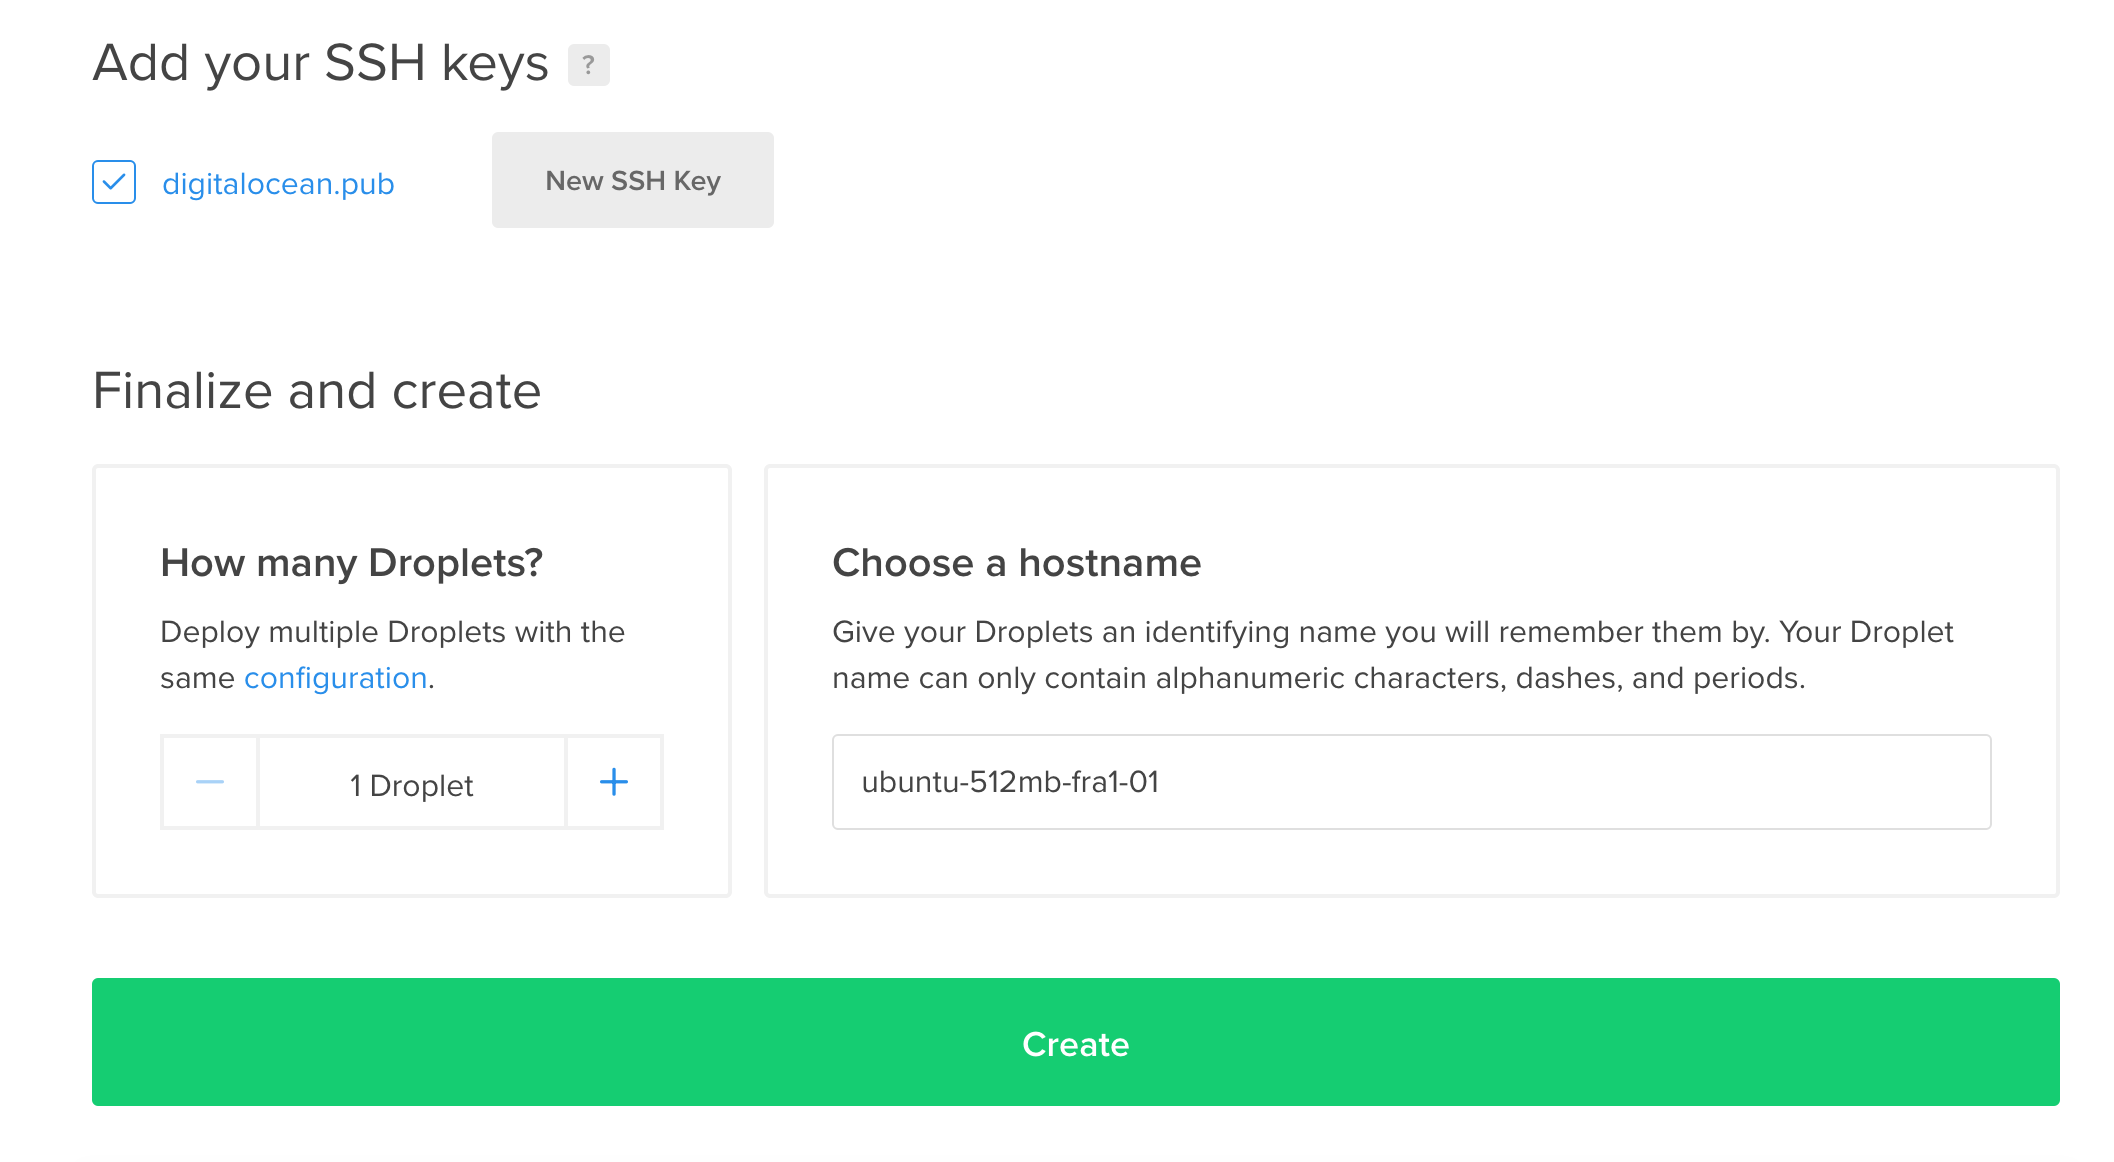 Add your SSH keys ?
digitalocean.pub
New SSH Key
Finalize and create
How many Droplets?
Deploy multiple Droplets with the
same configuration.
1 Droplet
Choose a hostname
Give your Droplets an identifying name you will remember them by. Your Droplet
name can only contain alphanumeric characters, dashes, and periods.
ubuntu-512mb-fra1-01
Create